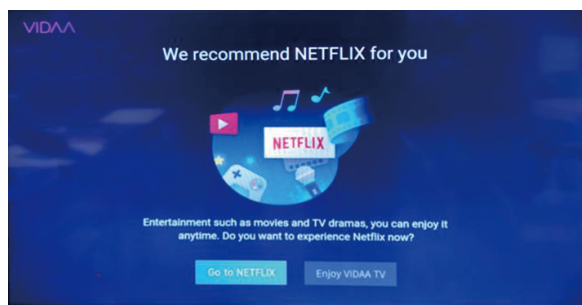 VIDAA
We recommend NETFLIX for you
NETFLIX
Entertainment such as movies and TV dramas, you can enjoy it
anytime. Do you want to experience Netflix now?
Go to NETFLIX
Enjoy VIDAA TV